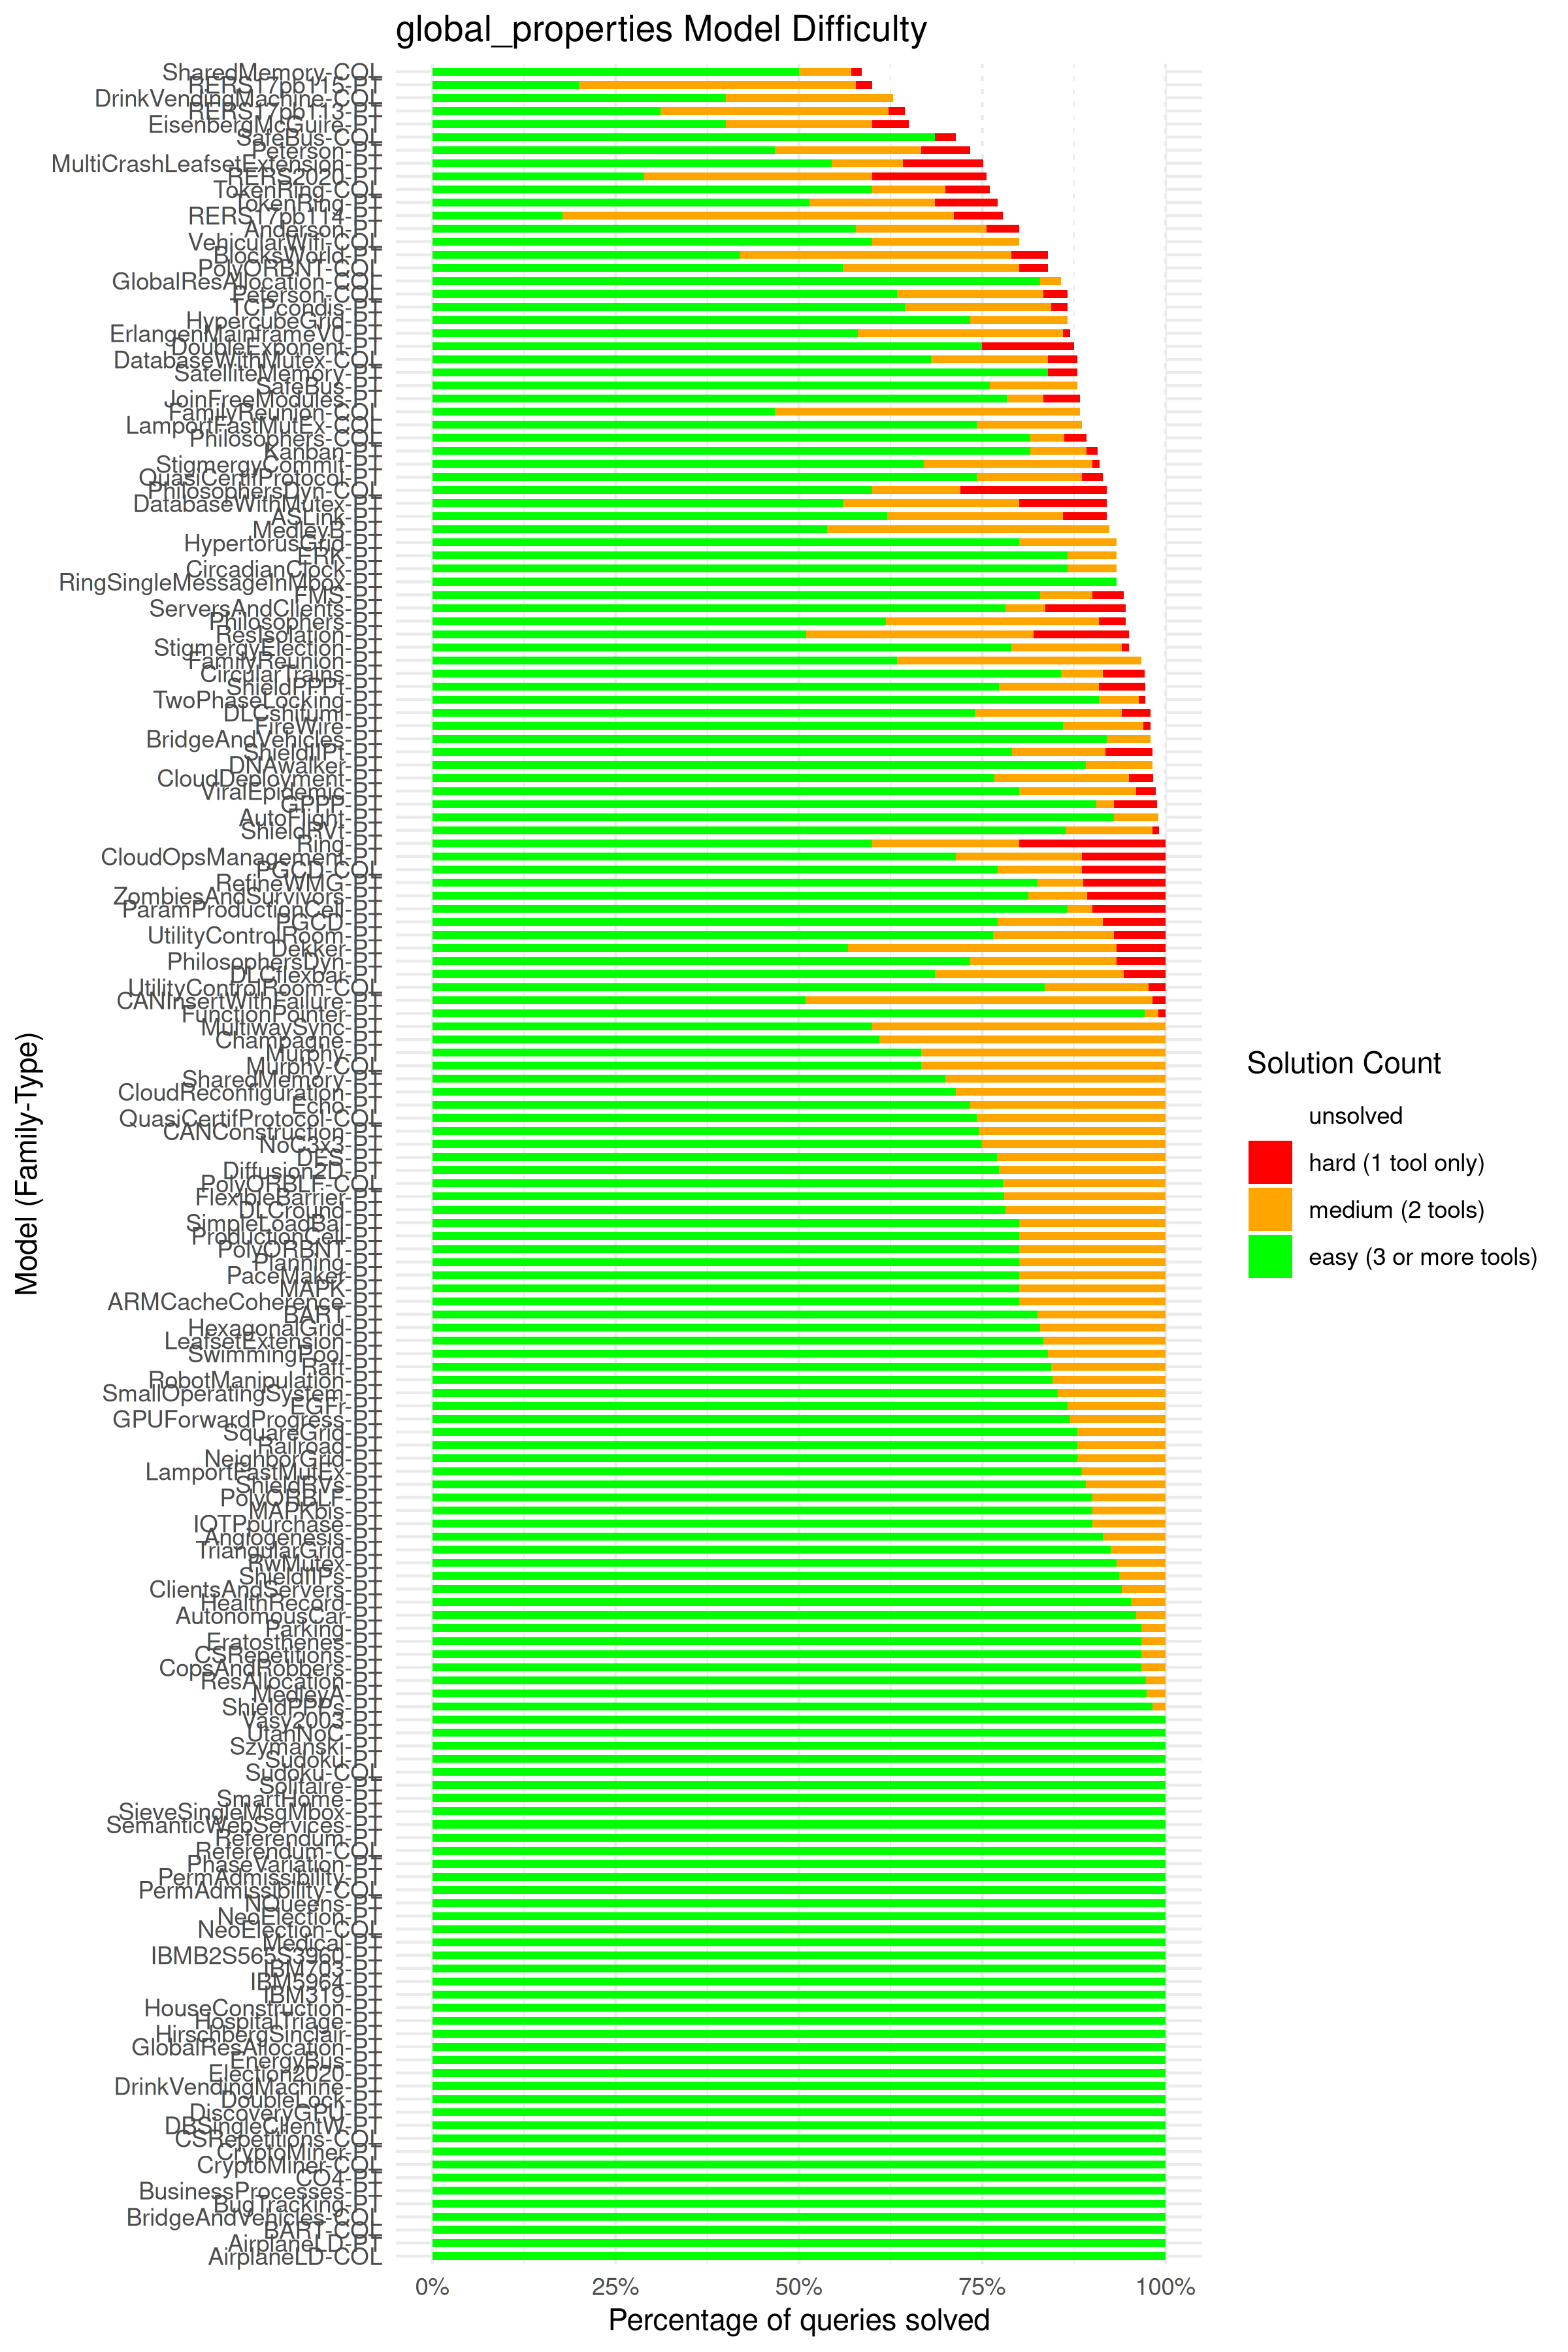 global_properties Model Difficulty
SharedMemory-COL
RERS17pb115-PT
DrinkVendingMachine-COL
RERS17pb113-PT
EisenbergMcGuire-PT
SafeBus-COL
Peterson-PT
MultiCrashLeafsetExtension-PT
RERS2020-PT
TokenRing-COL
TokenRing-PT
RERS17pb114-PT
Anderson-PT
VehicularWifi-COL
BlocksWorld-PT
PolyORBNT-COL
GlobalResAllocation-COL
Peterson-COL
TCPcondis-PT
HypercubeGrid-PT
ErlangenMainframeV0-PT
DoubleExponent-PT
DatabaseWithMutex-COL
SatelliteMemory-PT
SafeBus-PT
JoinFreeModules-PT
FamilyReunion-COL
LamportFastMutEx-COL
Philosophers-COL
Kanban-PT
StigmergyCommit-PT
QuasiCertifProtocol-PT
PhilosophersDyn-COL
DatabaseWithMutex-PT
ASLink-PT
MedleyB-PT
HypertorusGrid-PT
ERK-PT
CircadianClock-PT
RingSingleMessageInMbox-PT
FMS-PT
ServersAndClients-PT
Philosophers-PT
ResIsolation-PT
StigmergyElection-PT
FamilyReunion-PT
CircularTrains-PT
ShieldPPPt-PT
TwoPhaseLocking-PT
DLCshifumi-PT
FireWire-PT
BridgeAndVehicles-PT
ShieldIIPt-PT
DNAwalker-PT
CloudDeployment-PT
ViralEpidemic-PT
GPPP-PT
AutoFlight-PT
ShieldRVt-PT
Ring-PT
CloudOpsManagement-PT
PGCD-COL
RefineWMG-PT
ZombiesAndSurvivors-PT
ParamProductionCell-PT
PGCD-PT
UtilityControlRoom-PT
Dekker-PT
PhilosophersDyn-PT
DLCflexbar-PT
UtilityControlRoom-COL
CANInsertWithFailure-PT
FunctionPointer-PT
MultiwaySync-PT
Champagne-PT
Murphy-PT
Murphy-COL
SharedMemory-PT
CloudReconfiguration-PT
Echo-PT
QuasiCertifProtocol-COL
CANConstruction-PT
NoC3x3-PT
DES-PT
Diffusion2D-PT
PolyORBLF-COL
FlexibleBarrier-PT
DLCround-PT
SimpleLoadBal-PT
ProductionCell-PT
PolyORBNT-PT
Planning-PT
PaceMaker-PT
MAPK-PT
ARMCacheCoherence-PT
BART-PT
HexagonalGrid-PT
LeafsetExtension-PT
SwimmingPool-PT
Raft-PT
RobotManipulation-PT
SmallOperatingSystem-PT
EGFr-PT
GPUForwardProgress-PT
SquareGrid-PT
Railroad-PT
NeighborGrid-PT
LamportFastMutEx-PT
ShieldRVs-PT
PolyORBLF-PT
MAPKbis-PT
IOTPpurchase-PT
Angiogenesis-PT
TriangularGrid-PT
RwMutex-PT
ShieldIIPs-PT
ClientsAndServers-PT
HealthRecord-PT
AutonomousCar-PT
Parking-PT
Eratosthenes-PT
CSRepetitions-PT
CopsAndRobbers-PT
ResAllocation-PT
MedleyA-PT
ShieldPPPs-PT
Vasy2003-PT
UtahNoC-PT
Szymanski-PT
Sudoku-PT
Sudoku-COL
Solitaire-PT
SmartHome-PT
SieveSingleMsgMbox-PT
SemanticWebServices-PT
Referendum-PT
Referendum-COL
PhaseVariation-PT
PermAdmissibility-PT
PermAdmissibility-COL
NQueens-PT
NeoElection-PT
NeoElection-COL
Medical-PT
IBMB2S565S3960-PT
IBM703-PT
IBM5964-PT
IBM319-PT
HouseConstruction-PT
HospitalTriage-PT
HirschbergSinclair-PT
GlobalResAllocation-PT
EnergyBus-PT
Election2020-PT
DrinkVendingMachine-PT
DoubleLock-PT
DiscoveryGPU-PT
DBSingleClientW-PT
CSRepetitions-COL
CryptoMiner-PT
CryptoMiner-COL
CO4-PT
BusinessProcesses-PT
BugTracking-PT
BridgeAndVehicles-COL
BART-COL
AirplaneLD-PT
AirplaneLD-COL
0% 25% 50% 75% 100%
Percentage of queries solved
Model (Family-Type)
Solution Count
unsolved
hard (1 tool only)
medium (2 tools)
easy (3 or more tools)